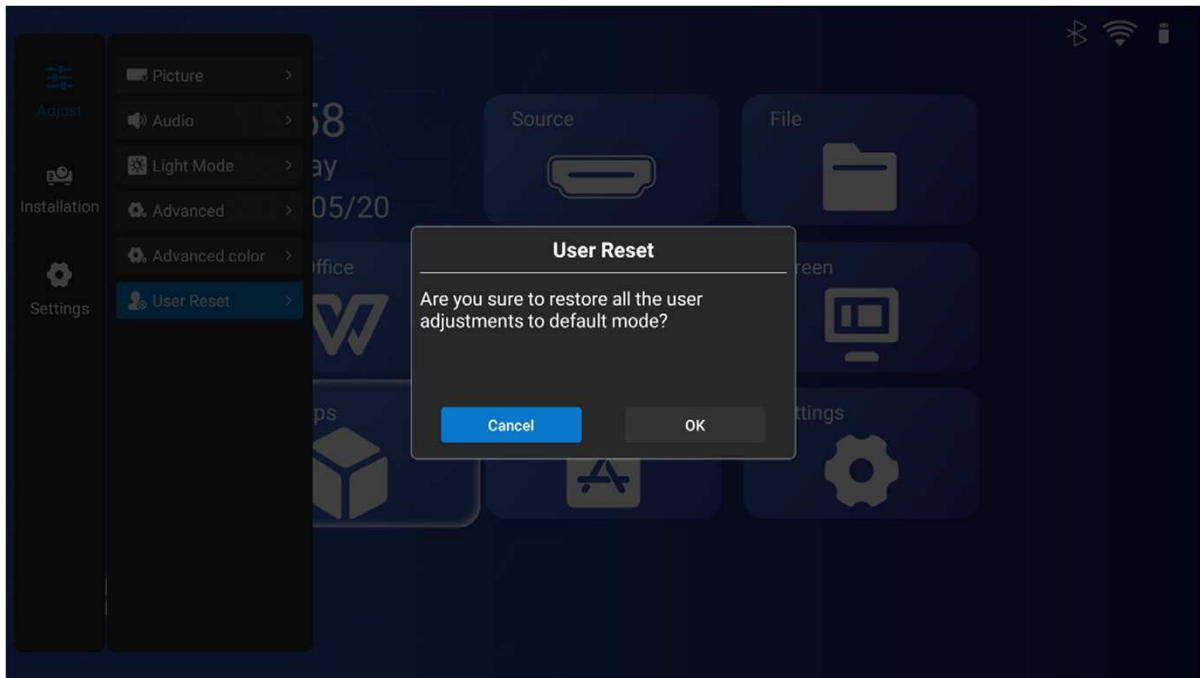 Adjust
Installation
Settings
Picture
Audio
Light Mode
Advanced
Advanced color
User Reset
58
ay
05/20
Source
File
ffice
reen
ps
ttings
User Reset
Are you sure to restore all the user
adjustments to default mode?
Cancel
OK